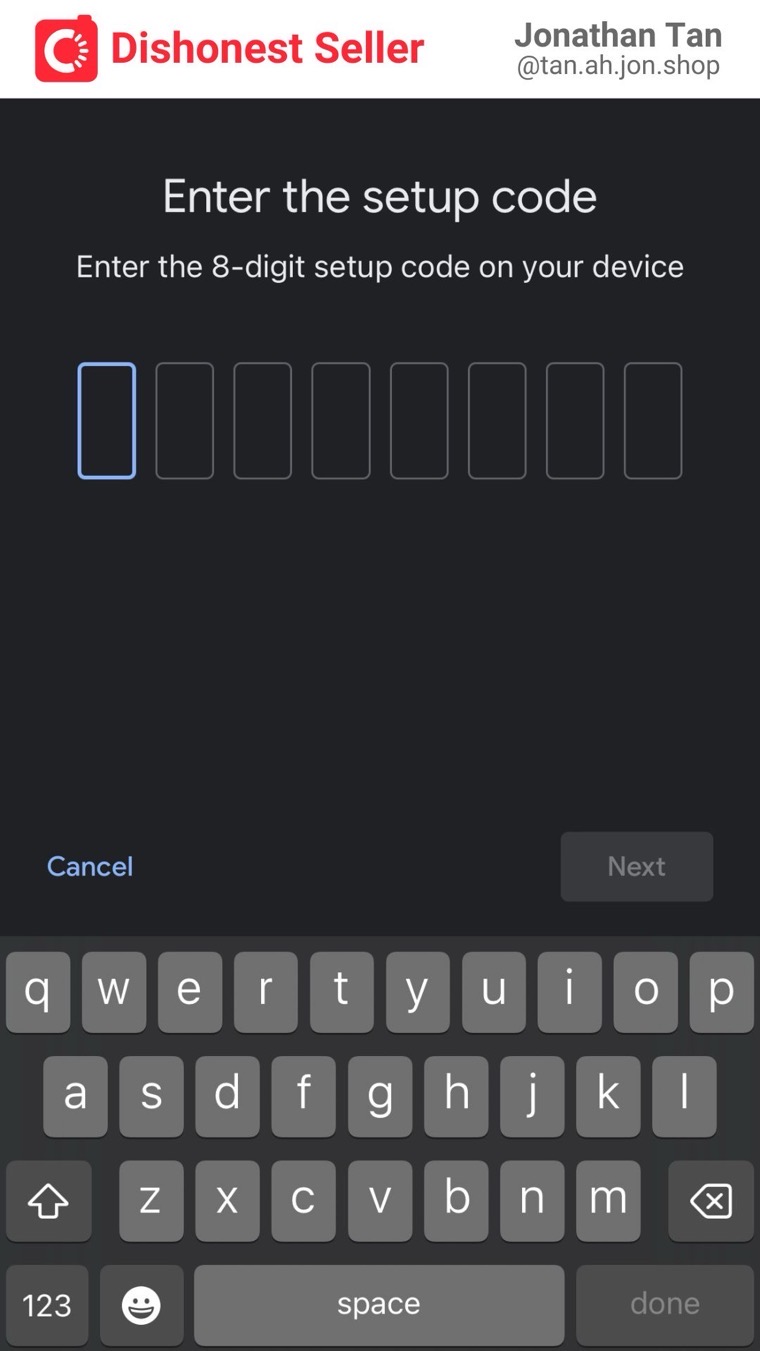 Dishonest Seller
Jonathan Tan
@tan.ah.jon.shop
Enter the setup code
Enter the 8-digit setup code on your device
Cancel
Next
q w e r t y u i o p
a s d f g h j k l
z x c v b n m
123 space done